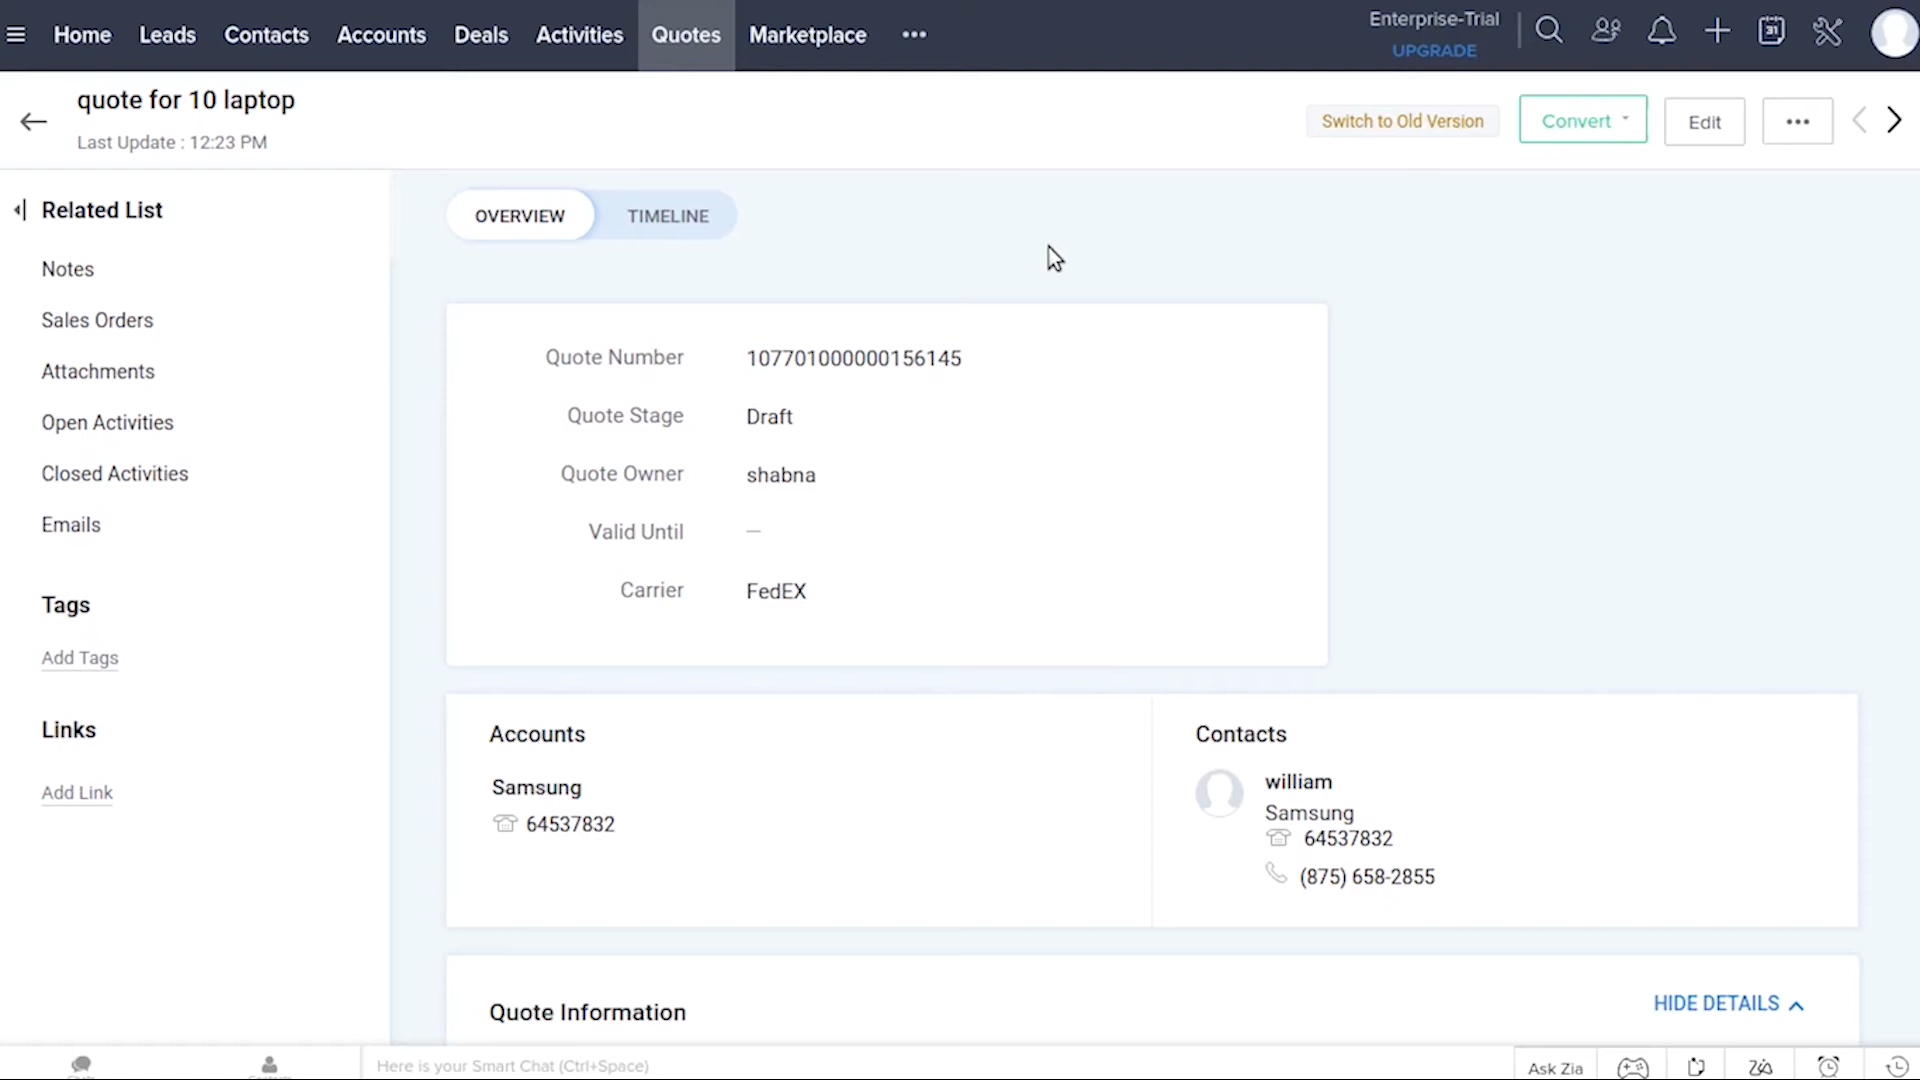 Home Leads Contacts Accounts Deals Activities Quotes Marketplace •••
Enterprise-Trial
UPGRADE
31
quote for 10 laptop
Last Update : 12:23 PM
Switch to Old Version
Convert
Edit
•••
Related List
Notes
Sales Orders
Attachments
Open Activities
Closed Activities
Emails
Tags
Add Tags
Links
Add Link
OVERVIEW
TIMELINE
Quote Number 107701000000156145
Quote Stage Draft
Quote Owner shabna
Valid Until —
Carrier FedEX
Accounts
Samsung
64537832
Contacts
william
Samsung
64537832
(875) 658-2855
Quote Information
HIDE DETAILS
Here is your Smart Chat (Ctrl+Space)
Ask Zia